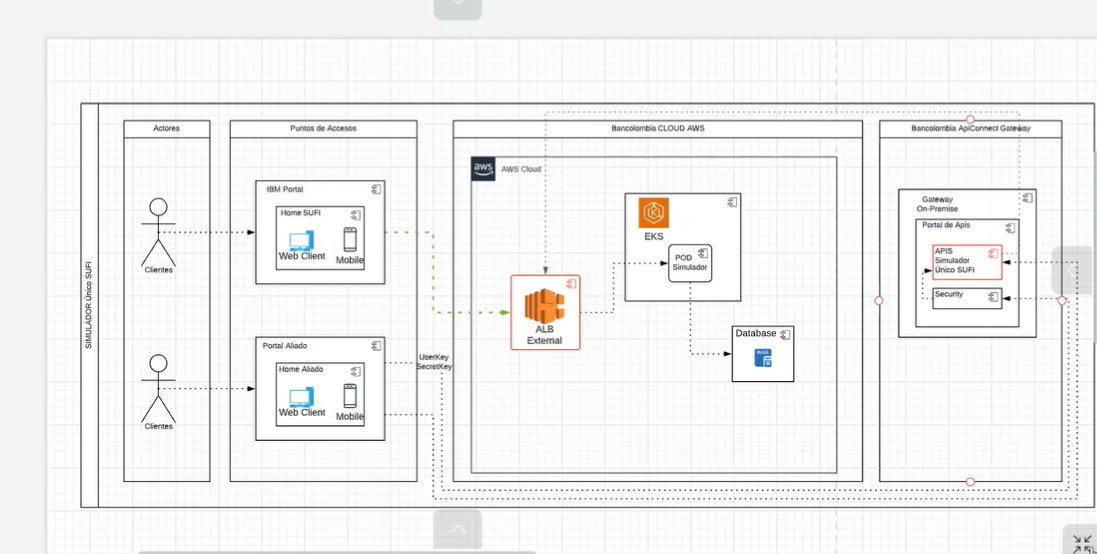 SIMULADOR Único SUFI
Actores
Clientes
Clientes
Puntos de Accesos
IBM Portal
Home SUFI
Web Client
Mobile
Portal Aliado
Home Aliado
Web Client
Mobile
UserKey
SecretKey
Bancolombia CLOUD AWS
aws
AWS Cloud
ALB
External
EKS
POD
Simulador
Database
Bancolombia ApiConnect Gateway
Gateway
On-Premise
Portal de Apis
APIS
Simulador
Único SUFI
Security